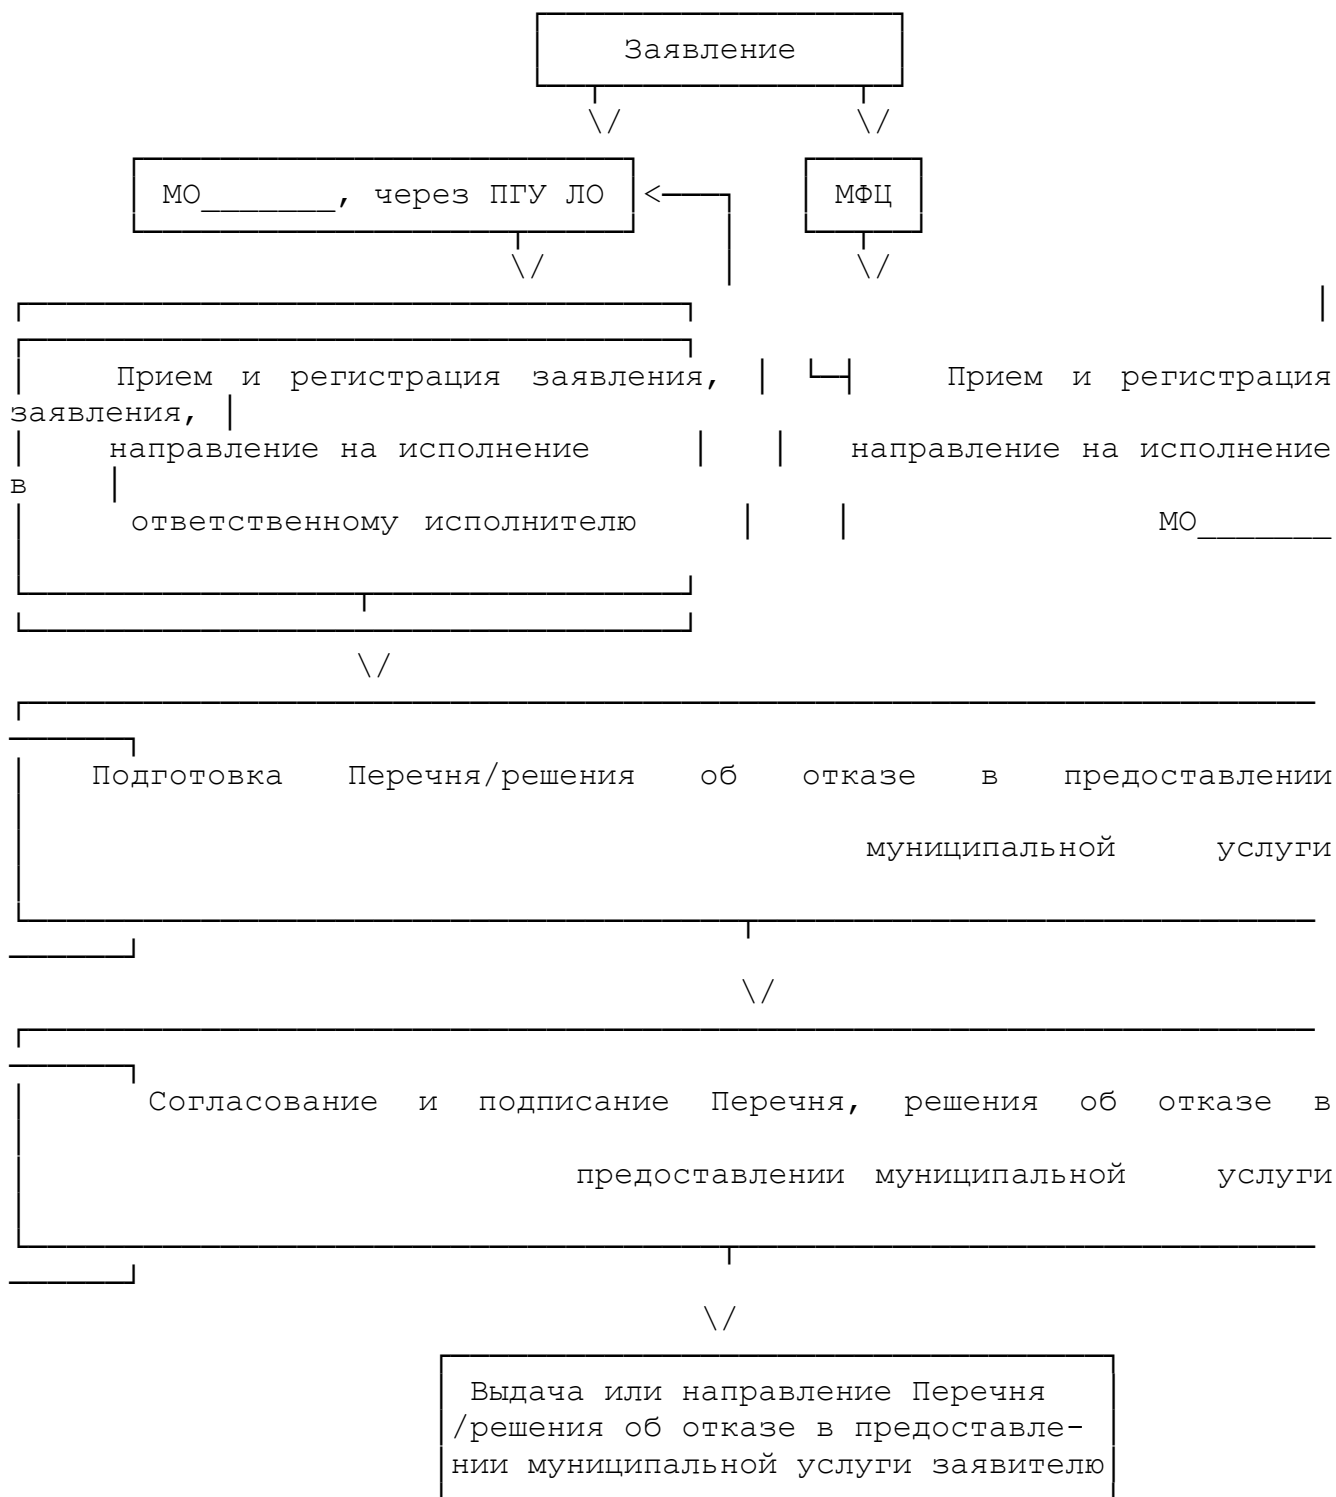 Заявление
МО_______, через ПГУ ЛО
МФЦ
Прием и регистрация заявления, Прием и регистрация
заявления,
направление на исполнение направление на исполнение
в
ответственному исполнителю МО_______
Подготовка Перечня/решения об отказе в предоставлении
муниципальной услуги
Согласование и подписание Перечня, решения об отказе в
предоставлении муниципальной услуги
Выдача или направление Перечня
/решения об отказе в предоставле-
нии муниципальной услуги заявителю